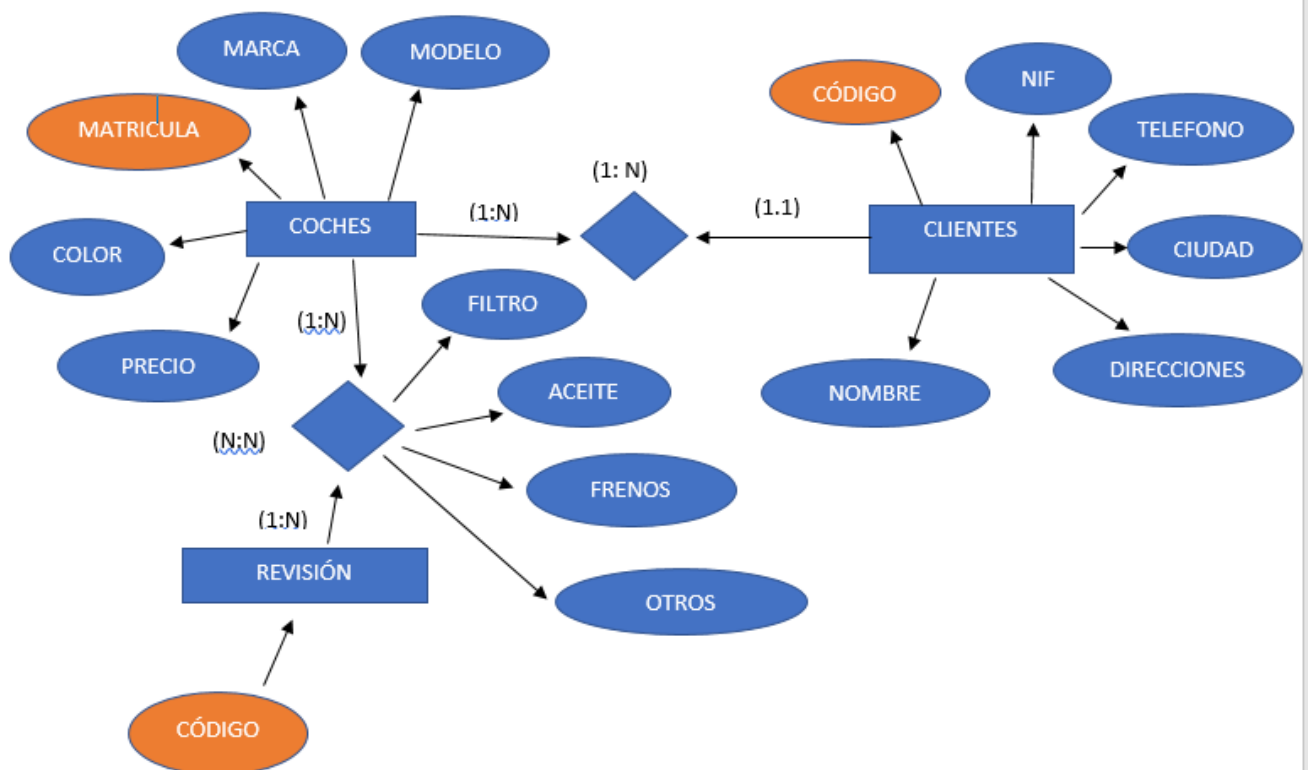 MARCA
MODELO
MATRICULA
CÓDIGO
NIF
TELEFONO
(1: N)
COCHES
(1:N)
(1.1)
CLIENTES
COLOR
CIUDAD
FILTRO
(1:N)
PRECIO
ACEITE
NOMBRE
DIRECCIONES
(N:N)
FRENOS
(1:N)
REVISIÓN
OTROS
CÓDIGO